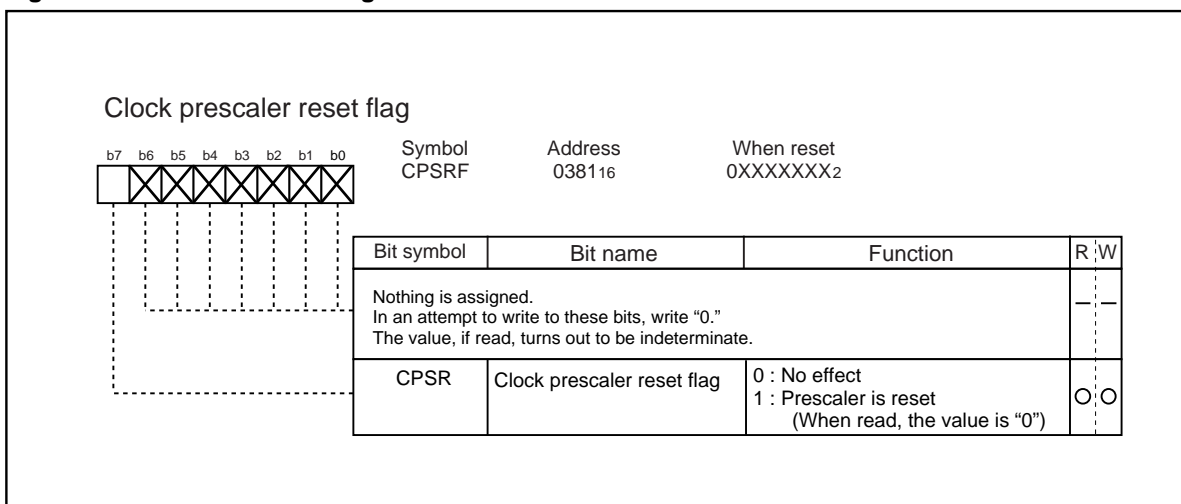 Clock prescaler reset flag
b7 b6 b5 b4 b3 b2 b1 b0
Symbol Address When reset
CPSRF 038116 0XXXXXXX2
Bit symbol Bit name Function R W
Nothing is assigned.
In an attempt to write to these bits, write “0.”
The value, if read, turns out to be indeterminate.
— —
CPSR Clock prescaler reset flag 0 : No effect
1 : Prescaler is reset
(When read, the value is “0”)
O O